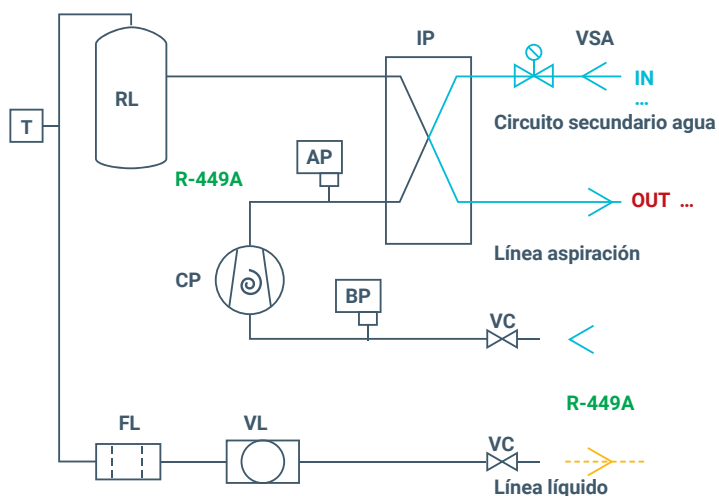 IP
VSA
IN
...
RL
T
Circuito secundario agua
AP
R-449A
OUT ...
Línea aspiración
CP
BP
VC
R-449A
FL
VL
VC
Línea líquido